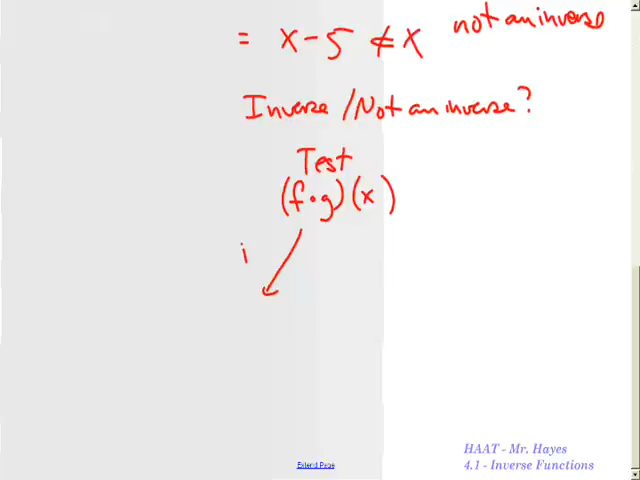 = x - 5 ≠ x not an inverse
Inverse / Not an inverse?
Test
(f∘g)(x)
i
Extend Page
HAAT - Mr. Hayes
4.1 - Inverse Functions